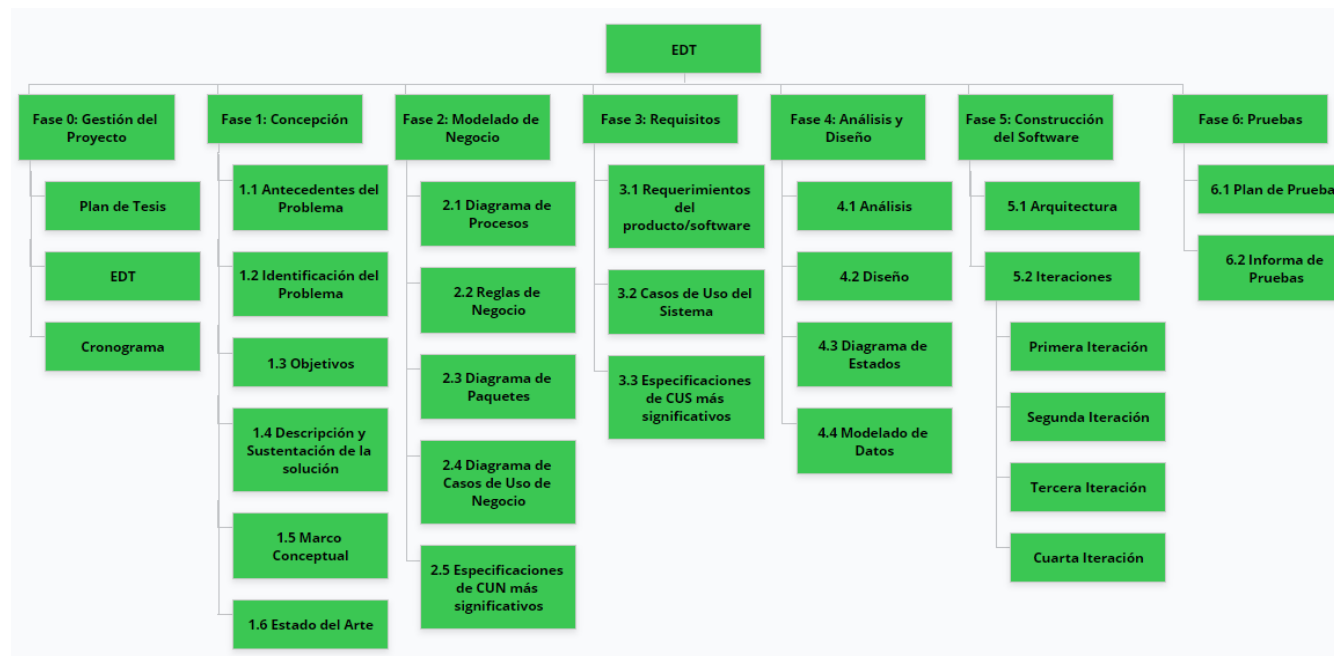 EDT
Fase 0: Gestión del
Proyecto
Plan de Tesis
EDT
Cronograma
Fase 1: Concepción
1.1 Antecedentes del
Problema
1.2 Identificación del
Problema
1.3 Objetivos
1.4 Descripción y
Sustentación de la
solución
1.5 Marco
Conceptual
1.6 Estado del Arte
Fase 2: Modelado de
Negocio
2.1 Diagrama de
Procesos
2.2 Reglas de
Negocio
2.3 Diagrama de
Paquetes
2.4 Diagrama de
Casos de Uso de
Negocio
2.5 Especificaciones
de CUN más
significativos
Fase 3: Requisitos
3.1 Requerimientos
del
producto/software
3.2 Casos de Uso del
Sistema
3.3 Especificaciones
de CUS más
significativos
Fase 4: Análisis y
Diseño
4.1 Análisis
4.2 Diseño
4.3 Diagrama de
Estados
4.4 Modelado de
Datos
Fase 5: Construcción
del Software
5.1 Arquitectura
5.2 Iteraciones
Primera Iteración
Segunda Iteración
Tercera Iteración
Cuarta Iteración
Fase 6: Pruebas
6.1 Plan de Prueba
6.2 Informa de
Pruebas